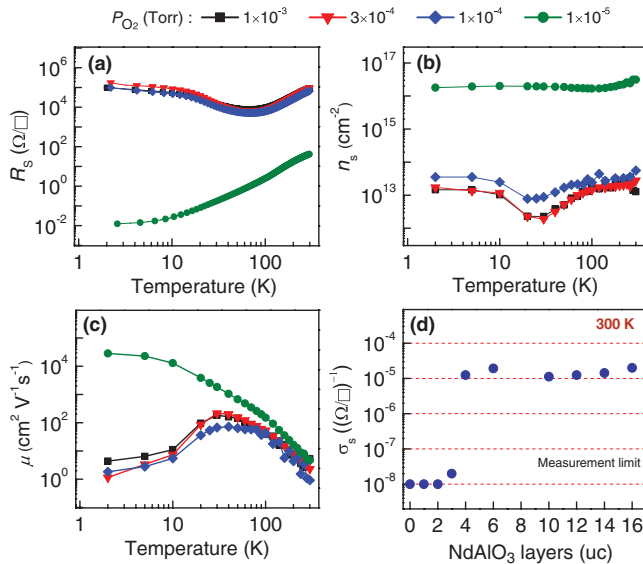 P_O2 (Torr) : 1×10^-3 3×10^-4 1×10^-4 1×10^-5
(a)
10^6
10^4
10^2
10^0
10^-2
R_S (Ω/□)
1 10 100
Temperature (K)
(b)
10^17
10^16
10^13
n_s (cm^-2)
1 10 100
Temperature (K)
(c)
10^4
10^2
10^0
μ (cm^2 V^-1s^-1)
1 10 100
Temperature (K)
(d)
300 K
10^-4
10^-5
10^-6
10^-7
10^-8
Measurement limit
σ_s ((Ω/□)^-1)
0 2 4 6 8 10 12 14 16
NdAlO3 layers (uc)